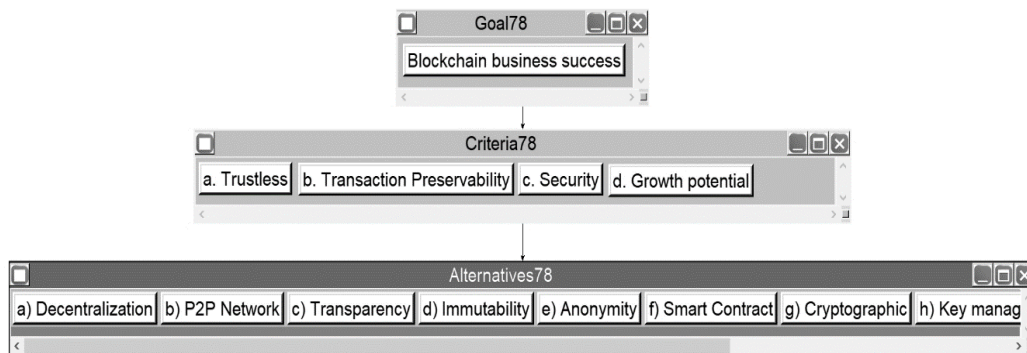 Goal78
Blockchain business success
Criteria78
a. Trustless b. Transaction Preservability c. Security d. Growth potential
Alternatives78
a) Decentralization b) P2P Network c) Transparency d) Immutability e) Anonymity f) Smart Contract g) Cryptographic h) Key manag